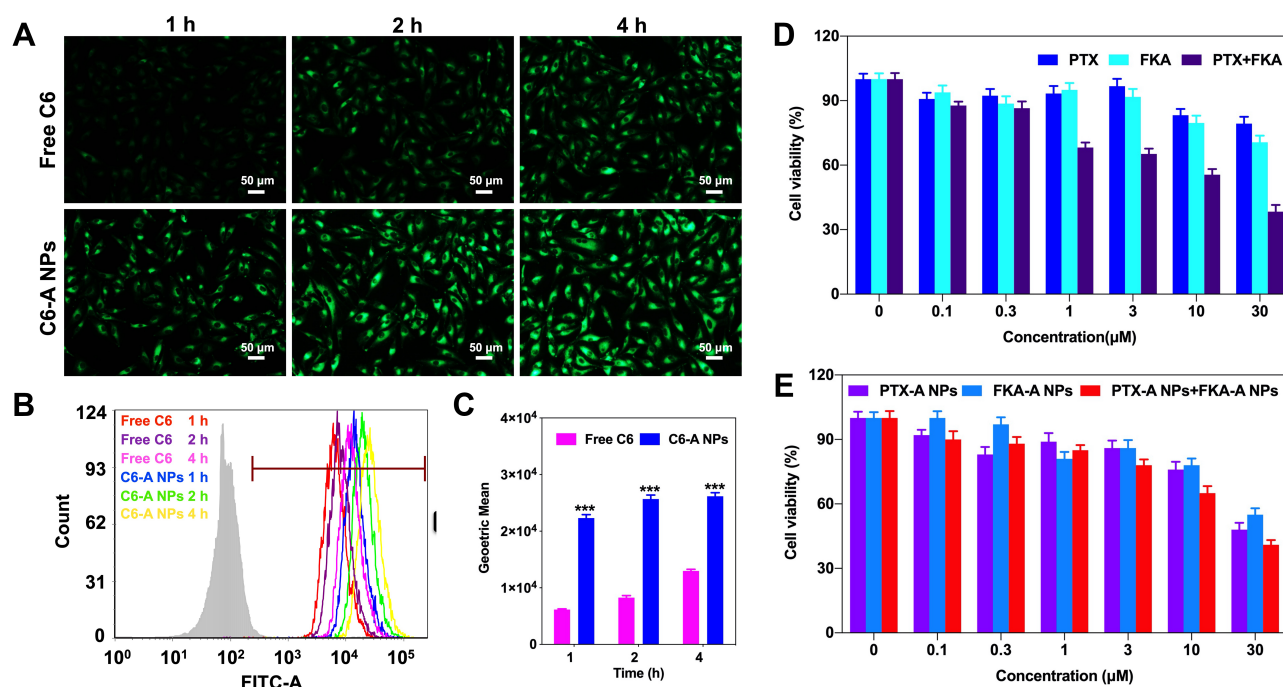 A
1 h
2 h
4 h
Free C6
50 µm
50 µm
50 µm
C6-A NPs
50 µm
50 µm
50 µm
B
124
93
62
31
0
Count
Free C6 1 h
Free C6 2 h
Free C6 4 h
C6-A NPs 1 h
C6-A NPs 2 h
C6-A NPs 4 h
10⁰ 10¹ 10² 10³ 10⁴ 10⁵
FITC-A
C
4×10⁴
3×10⁴
2×10⁴
1×10⁴
0
Geoetric Mean
Free C6 C6-A NPs
*** *** ***
1 2 4
Time (h)
D
120
90
60
30
0
Cell viability (%)
PTX FKA PTX+FKA
0 0.1 0.3 1 3 10 30
Concentration(µM)
E
120
90
60
30
0
Cell viability (%)
PTX-A NPs FKA-A NPs PTX-A NPs+FKA-A NPs
0 0.1 0.3 1 3 10 30
Concentration (µM)